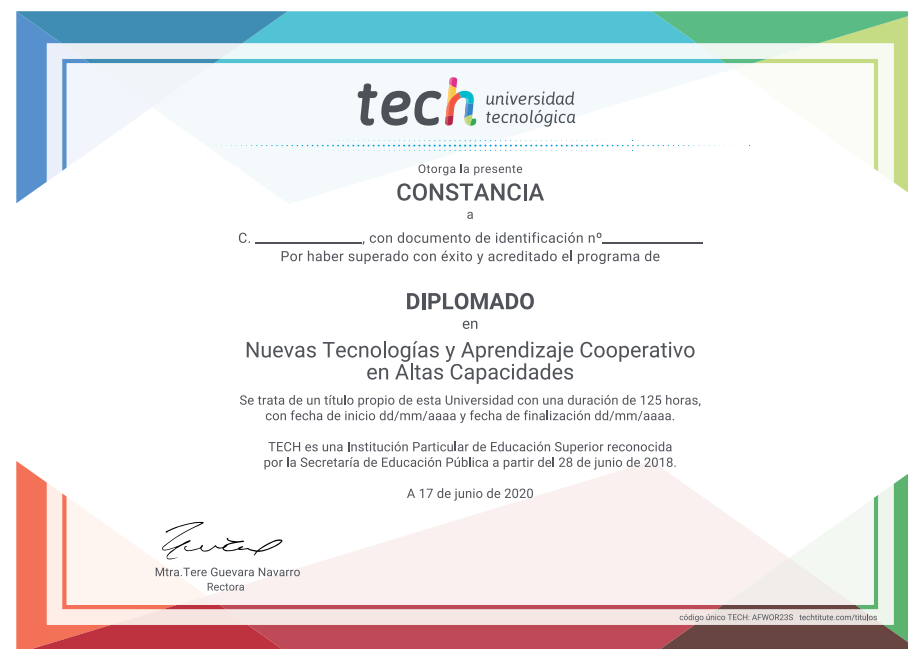 tech universidad
tecnológica
Otorga la presente
CONSTANCIA
a
C. ______________, con documento de identificación nº_____________
Por haber superado con éxito y acreditado el programa de
DIPLOMADO
en
Nuevas Tecnologías y Aprendizaje Cooperativo
en Altas Capacidades
Se trata de un título propio de esta Universidad con una duración de 125 horas,
con fecha de inicio dd/mm/aaaa y fecha de finalización dd/mm/aaaa.
TECH es una Institución Particular de Educación Superior reconocida
por la Secretaría de Educación Pública a partir del 28 de junio de 2018.
A 17 de junio de 2020
Mtra.Tere Guevara Navarro
Rectora
código único TECH: AFWOR23S techtitute.com/titulos